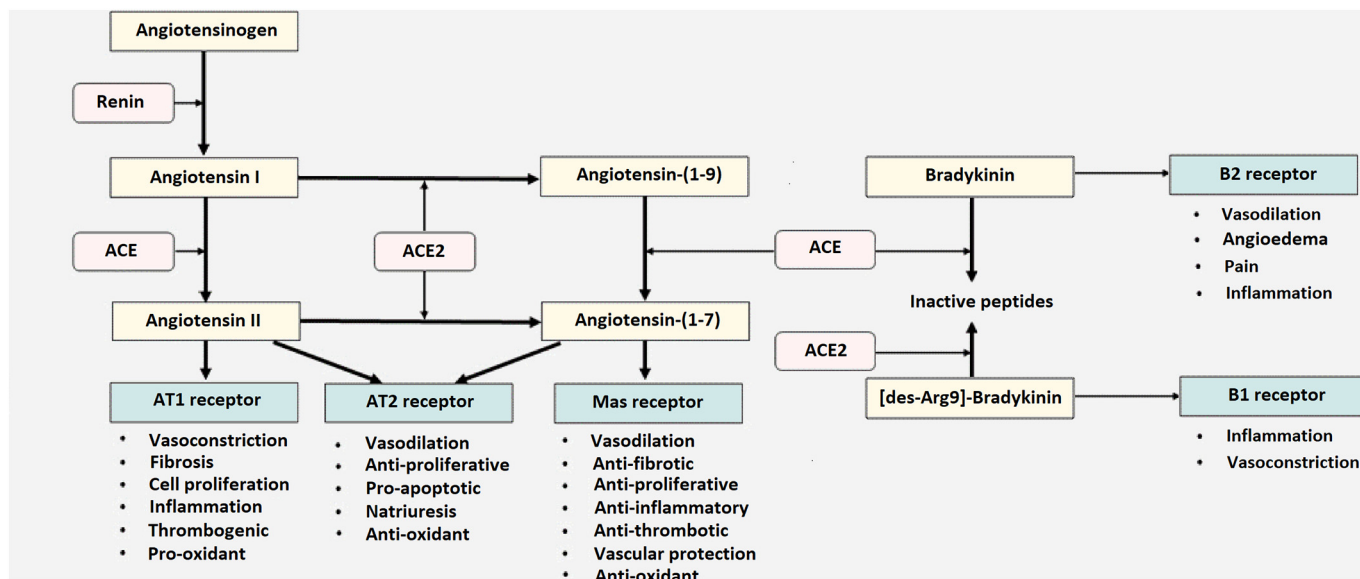 Angiotensinogen
Renin
Angiotensin I
Angiotensin-(1-9)
Bradykinin
B2 receptor
• Vasodilation
• Angioedema
• Pain
• Inflammation
ACE
ACE2
ACE
Inactive peptides
Angiotensin II
Angiotensin-(1-7)
ACE2
[des-Arg9]-Bradykinin
B1 receptor
• Inflammation
• Vasoconstriction
AT1 receptor
• Vasoconstriction
• Fibrosis
• Cell proliferation
• Inflammation
• Thrombogenic
• Pro-oxidant
AT2 receptor
• Vasodilation
• Anti-proliferative
• Pro-apoptotic
• Natriuresis
• Anti-oxidant
Mas receptor
• Vasodilation
• Anti-fibrotic
• Anti-proliferative
• Anti-inflammatory
• Anti-thrombotic
• Vascular protection
• Anti-oxidant